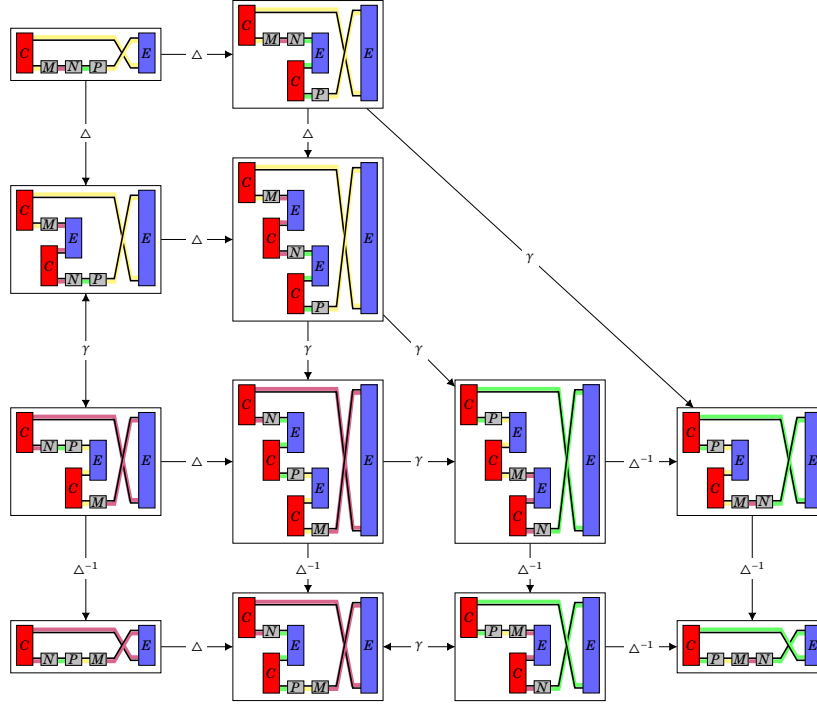 C M N P E
△
C M N E C P E
△
△
C M E C N P E
△
C M E C N E C P E
γ
γ
γ
γ
C N P E C M E
△
C N E C P E C M E
γ
C P E C M E C N E
△⁻¹
C P E C M N E
△⁻¹
△⁻¹
△⁻¹
△⁻¹
C N P M E
△
C N E C P M E
γ
C P M E C N E
△⁻¹
C P M N E